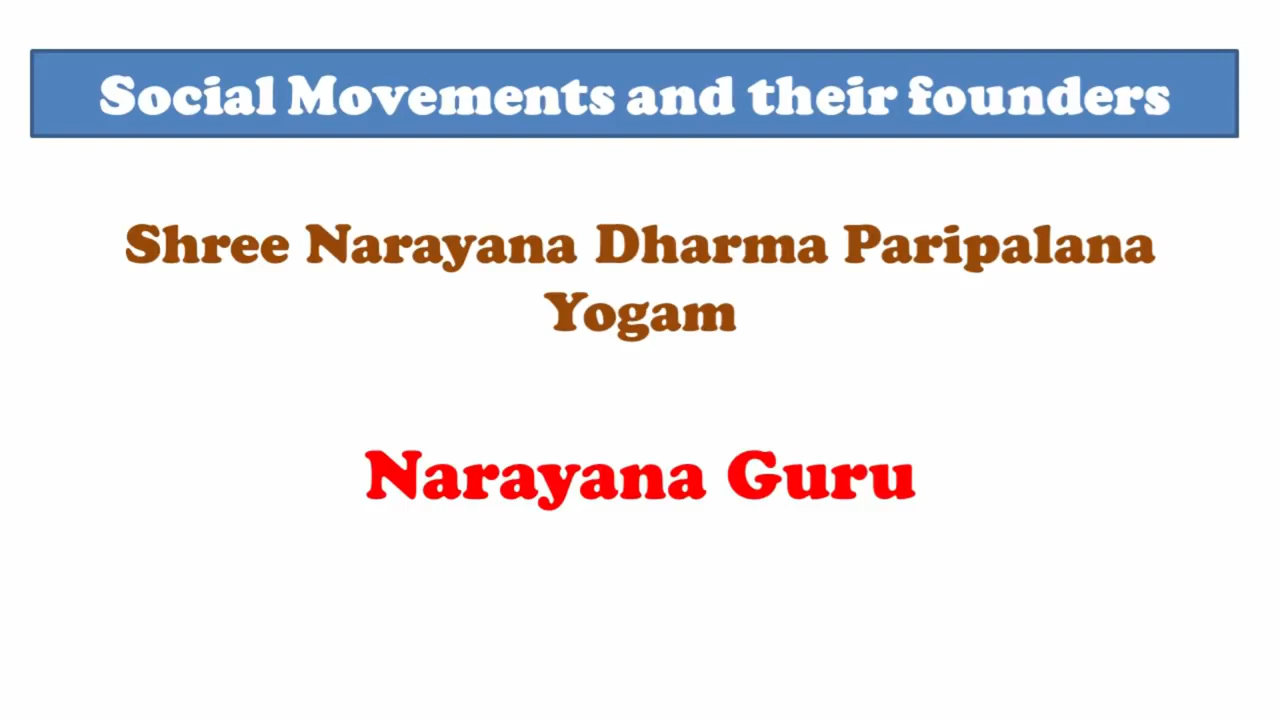 Social Movements and their founders
Shree Narayana Dharma Paripalana
Yogam
Narayana Guru